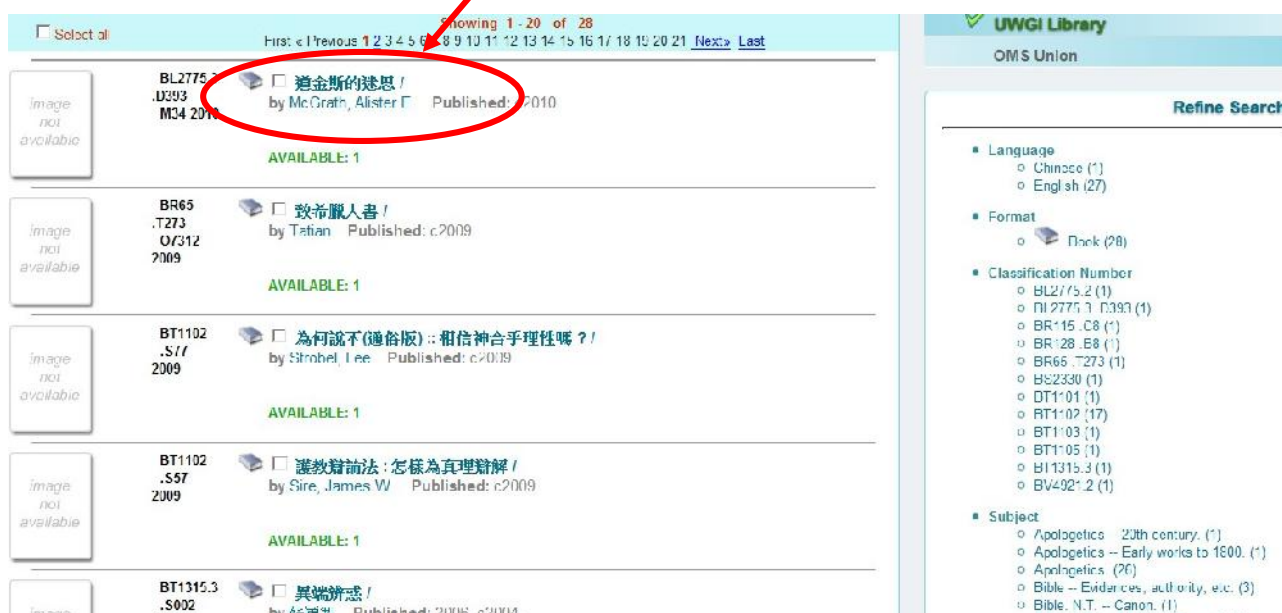 Select all
Showing 1 - 20 of 28
First « Previous 1 2 3 4 5 6 8 9 10 11 12 13 14 15 16 17 18 19 20 21 Next» Last
image not available
BL2775.3
.D393
M34 2010
道金斯的迷思 /
by McGrath, Alister E. Published: c2010
AVAILABLE: 1
image not available
BR65
.T273
O7312
2009
致希臘人書 /
by Tatian Published: c2009
AVAILABLE: 1
image not available
BT1102
.S77
2009
為何說不(通俗版) :: 相信神合乎理性嗎 ? /
by Strobel, Lee Published: c2009
AVAILABLE: 1
image not available
BT1102
.S57
2009
護教辯論法 : 怎樣為真理辯解 /
by Sire, James W. Published: c2009
AVAILABLE: 1
image
BT1315.3
.S002
異端辨惑 /
by Published: 2006, c2004
UWGI Library
OMS Union
Refine Search
Language
Chinese (1)
English (27)
Format
Book (28)
Classification Number
BL2775.2 (1)
BL2775.3 .D393 (1)
BR115 .C8 (1)
BR128 .B8 (1)
BR65 .T273 (1)
BS2330 (1)
BT1101 (1)
BT1102 (17)
BT1103 (1)
BT1105 (1)
BT1315.3 (1)
BV4921.2 (1)
Subject
Apologetics -- 20th century. (1)
Apologetics -- Early works to 1800. (1)
Apologetics. (26)
Bible -- Evidences, authority, etc. (3)
Bible. N.T. -- Canon. (1)